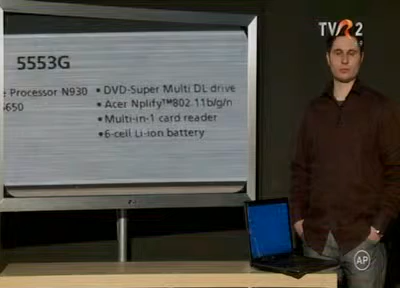 TVR2
5553G
e Processor N930
5650
• DVD-Super Multi DL drive
• Acer Nplify™802.11b/g/n
• Multi-in-1 card reader
• 6-cell Li-ion battery
AP